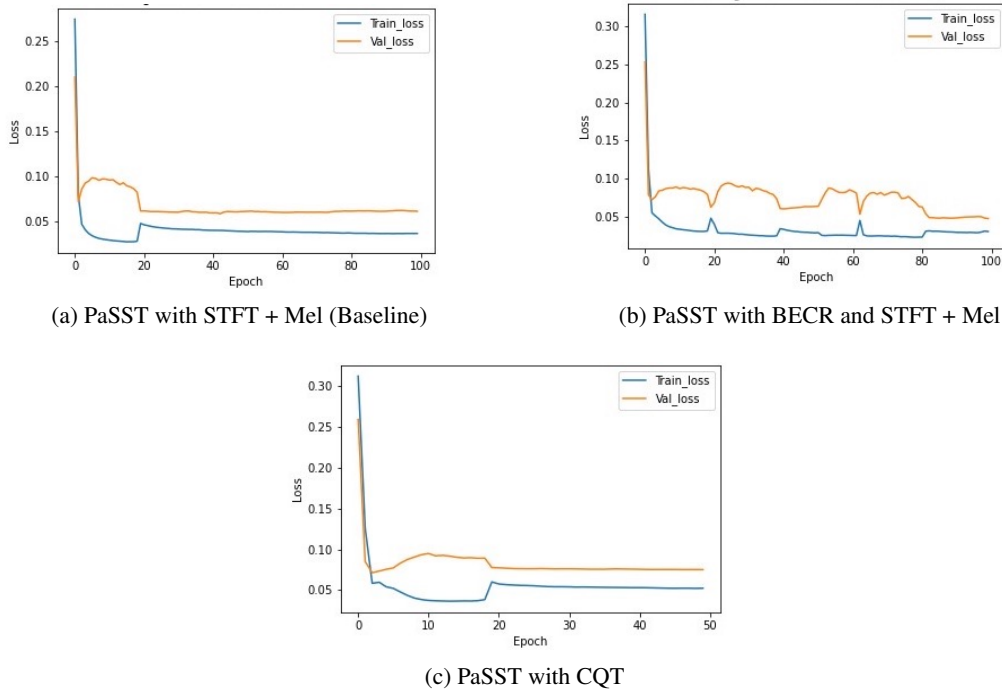 Train_loss
Val_loss
0.25
0.20
0.15
0.10
0.05
Loss
0 20 40 60 80 100
Epoch
(a) PaSST with STFT + Mel (Baseline)
Train_loss
Val_loss
0.30
0.25
0.20
0.15
0.10
0.05
Loss
0 20 40 60 80 100
Epoch
(b) PaSST with BECR and STFT + Mel
Train_loss
Val_loss
0.30
0.25
0.20
0.15
0.10
0.05
Loss
0 10 20 30 40 50
Epoch
(c) PaSST with CQT